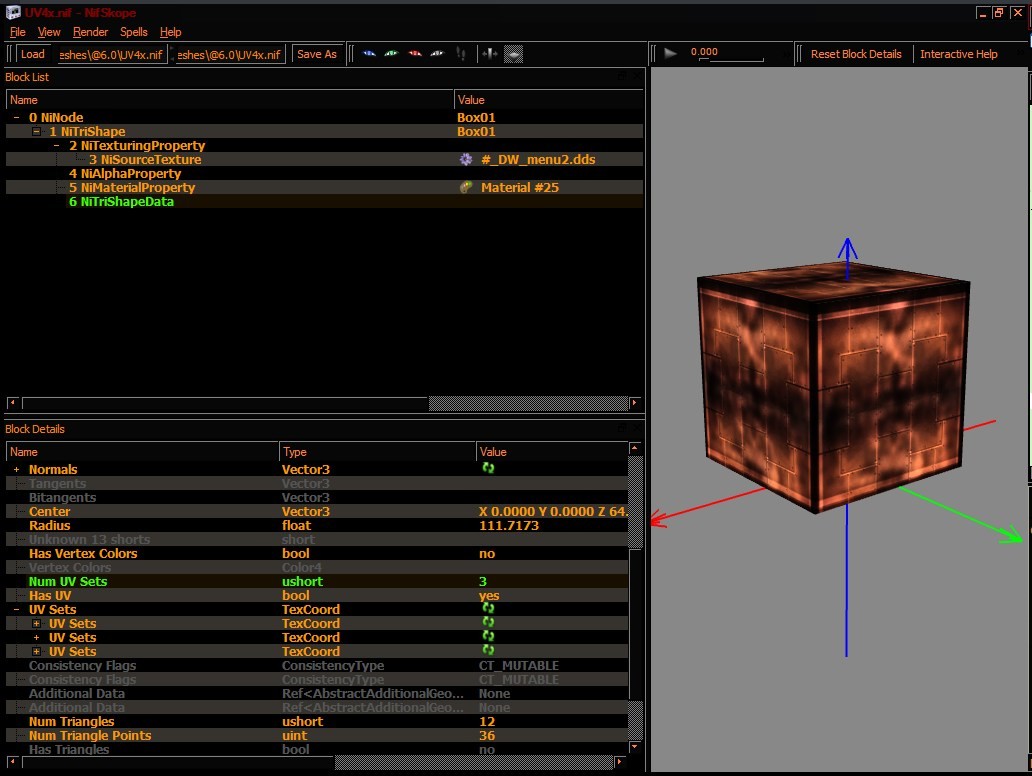 UV4x.nif - NifSkope
File View Render Spells Help
Load eshes\@6.0\UV4x.nif eshes\@6.0\UV4x.nif Save As 0.000 Reset Block Details Interactive Help
Block List
Name Value
0 NiNode Box01
1 NiTriShape Box01
2 NiTexturingProperty
3 NiSourceTexture #_DW_menu2.dds
4 NiAlphaProperty
5 NiMaterialProperty Material #25
6 NiTriShapeData
Block Details
Name Type Value
Normals Vector3
Tangents Vector3
Bitangents Vector3
Center Vector3 X 0.0000 Y 0.0000 Z 64.
Radius float 111.7173
Unknown 13 shorts short
Has Vertex Colors bool no
Vertex Colors Color4
Num UV Sets ushort 3
Has UV bool yes
UV Sets TexCoord
UV Sets TexCoord
UV Sets TexCoord
UV Sets TexCoord
Consistency Flags ConsistencyType CT_MUTABLE
Consistency Flags ConsistencyType CT_MUTABLE
Additional Data Ref<AbstractAdditionalGeo... None
Additional Data Ref<AbstractAdditionalGeo... None
Num Triangles ushort 12
Num Triangle Points uint 36
Has Triangles bool no